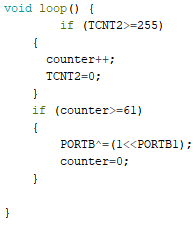 void loop() {
if (TCNT2>=255)
{
counter++;
TCNT2=0;
}
if (counter>=61)
{
PORTB^=(1<<PORTB1);
counter=0;
}
}